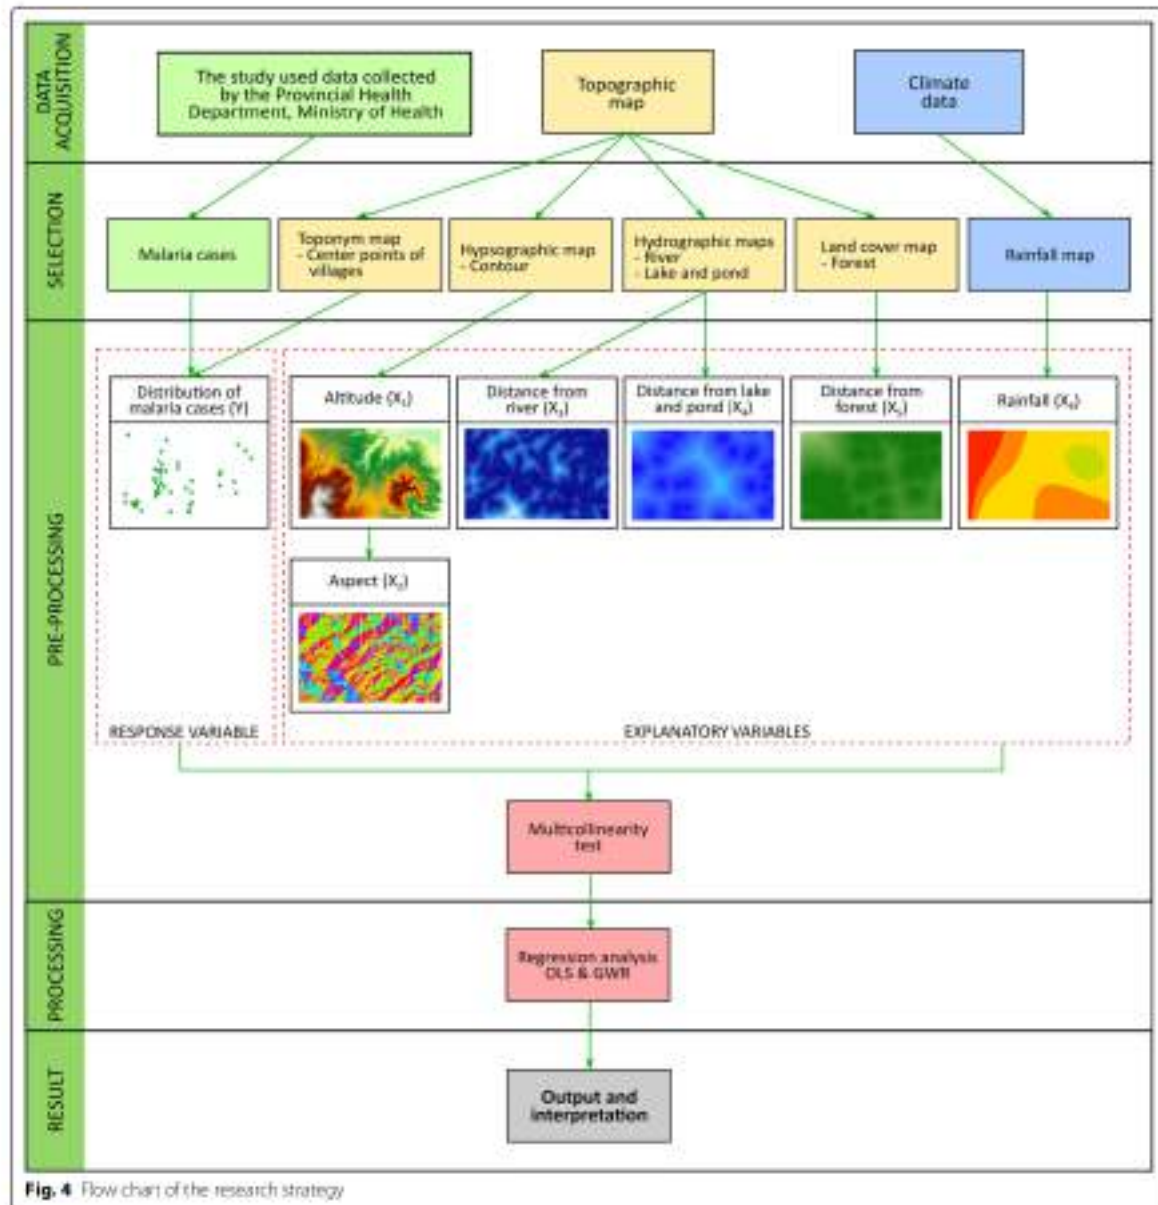 DATA
ACQUISITION
The study used data collected
by the Provincial Health
Department, Ministry of Health
Topographic
map
Climate
data
SELECTION
Malaria cases
Toponym map
- Center points of
villages
Hypsographic map
- Contour
Hydrographic maps
- River
- Lake and pond
Land cover map
- Forest
Rainfall map
PRE-PROCESSING
Distribution of
malaria cases (Y)
Altitude (X₁)
Distance from
river (X₃)
Distance from lake
and pond (X₄)
Distance from
forest (X₅)
Rainfall (X₆)
Aspect (X₂)
RESPONSE VARIABLE
EXPLANATORY VARIABLES
Multicollinearity
test
PROCESSING
Regression analysis
OLS & GWR
RESULT
Output and
interpretation
Fig. 4 Flow chart of the research strategy